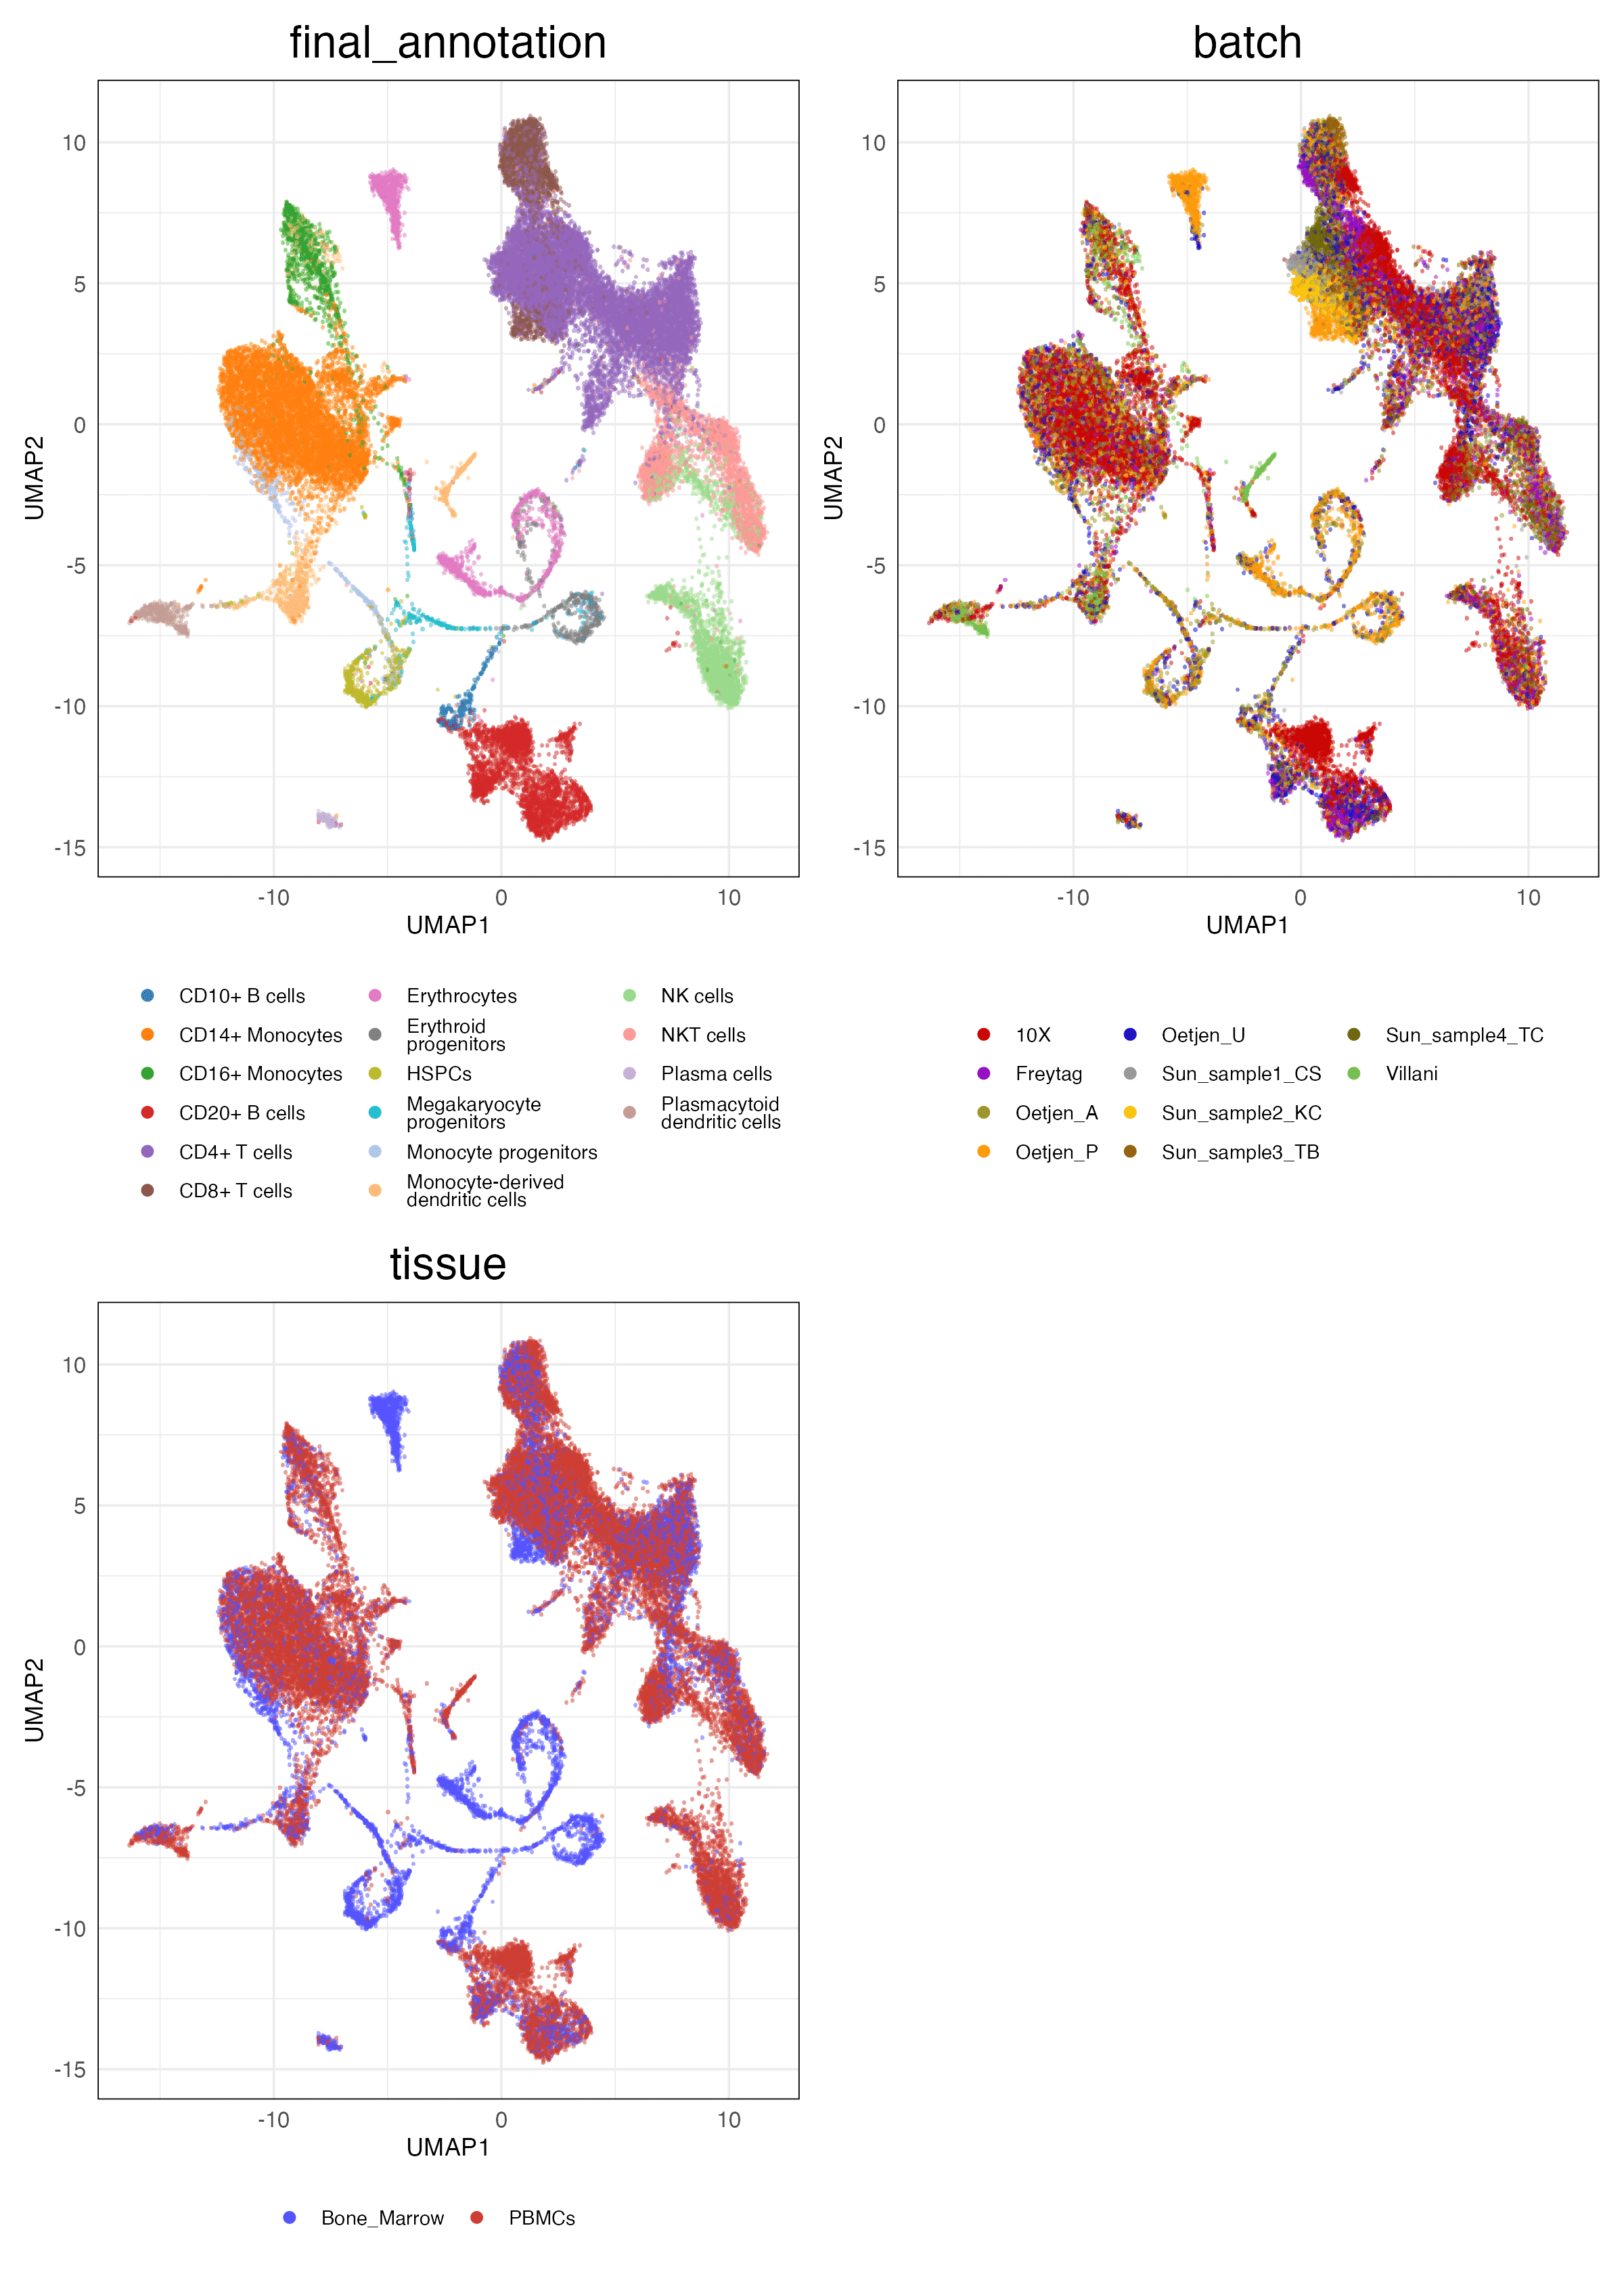 final_annotation
batch
10
5
0
-5
-10
-15
UMAP2
-10
0
10
UMAP1
10
5
0
-5
-10
-15
UMAP2
-10
0
10
UMAP1
CD10+ B cells
CD14+ Monocytes
CD16+ Monocytes
CD20+ B cells
CD4+ T cells
CD8+ T cells
Erythrocytes
Erythroid
progenitors
HSPCs
Megakaryocyte
progenitors
Monocyte progenitors
Monocyte-derived
dendritic cells
NK cells
NKT cells
Plasma cells
Plasmacytoid
dendritic cells
10X
Freytag
Oetjen_A
Oetjen_P
Oetjen_U
Sun_sample1_CS
Sun_sample2_KC
Sun_sample3_TB
Sun_sample4_TC
Villani
tissue
10
5
0
-5
-10
-15
UMAP2
-10
0
10
UMAP1
Bone_Marrow
PBMCs